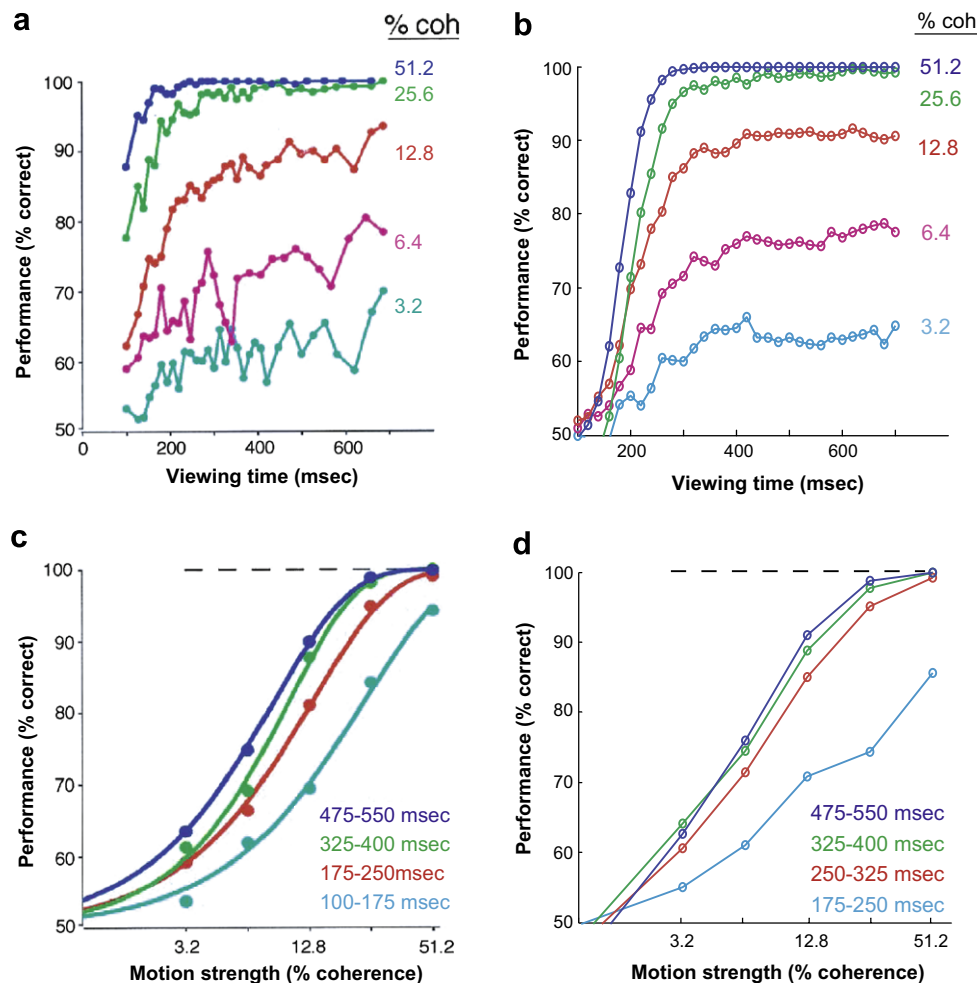 a
% coh
51.2
25.6
12.8
6.4
3.2
100
90
80
70
60
50
0
200
400
600
Performance (% correct)
Viewing time (msec)
b
% coh
51.2
25.6
12.8
6.4
3.2
100
90
80
70
60
50
200
400
600
Performance (% correct)
Viewing time (msec)
c
100
90
80
70
60
50
3.2
12.8
51.2
Performance (% correct)
475-550 msec
325-400 msec
175-250msec
100-175 msec
Motion strength (% coherence)
d
100
90
80
70
60
50
3.2
12.8
51.2
Performance (% correct)
475-550 msec
325-400 msec
250-325 msec
175-250 msec
Motion strength (% coherence)